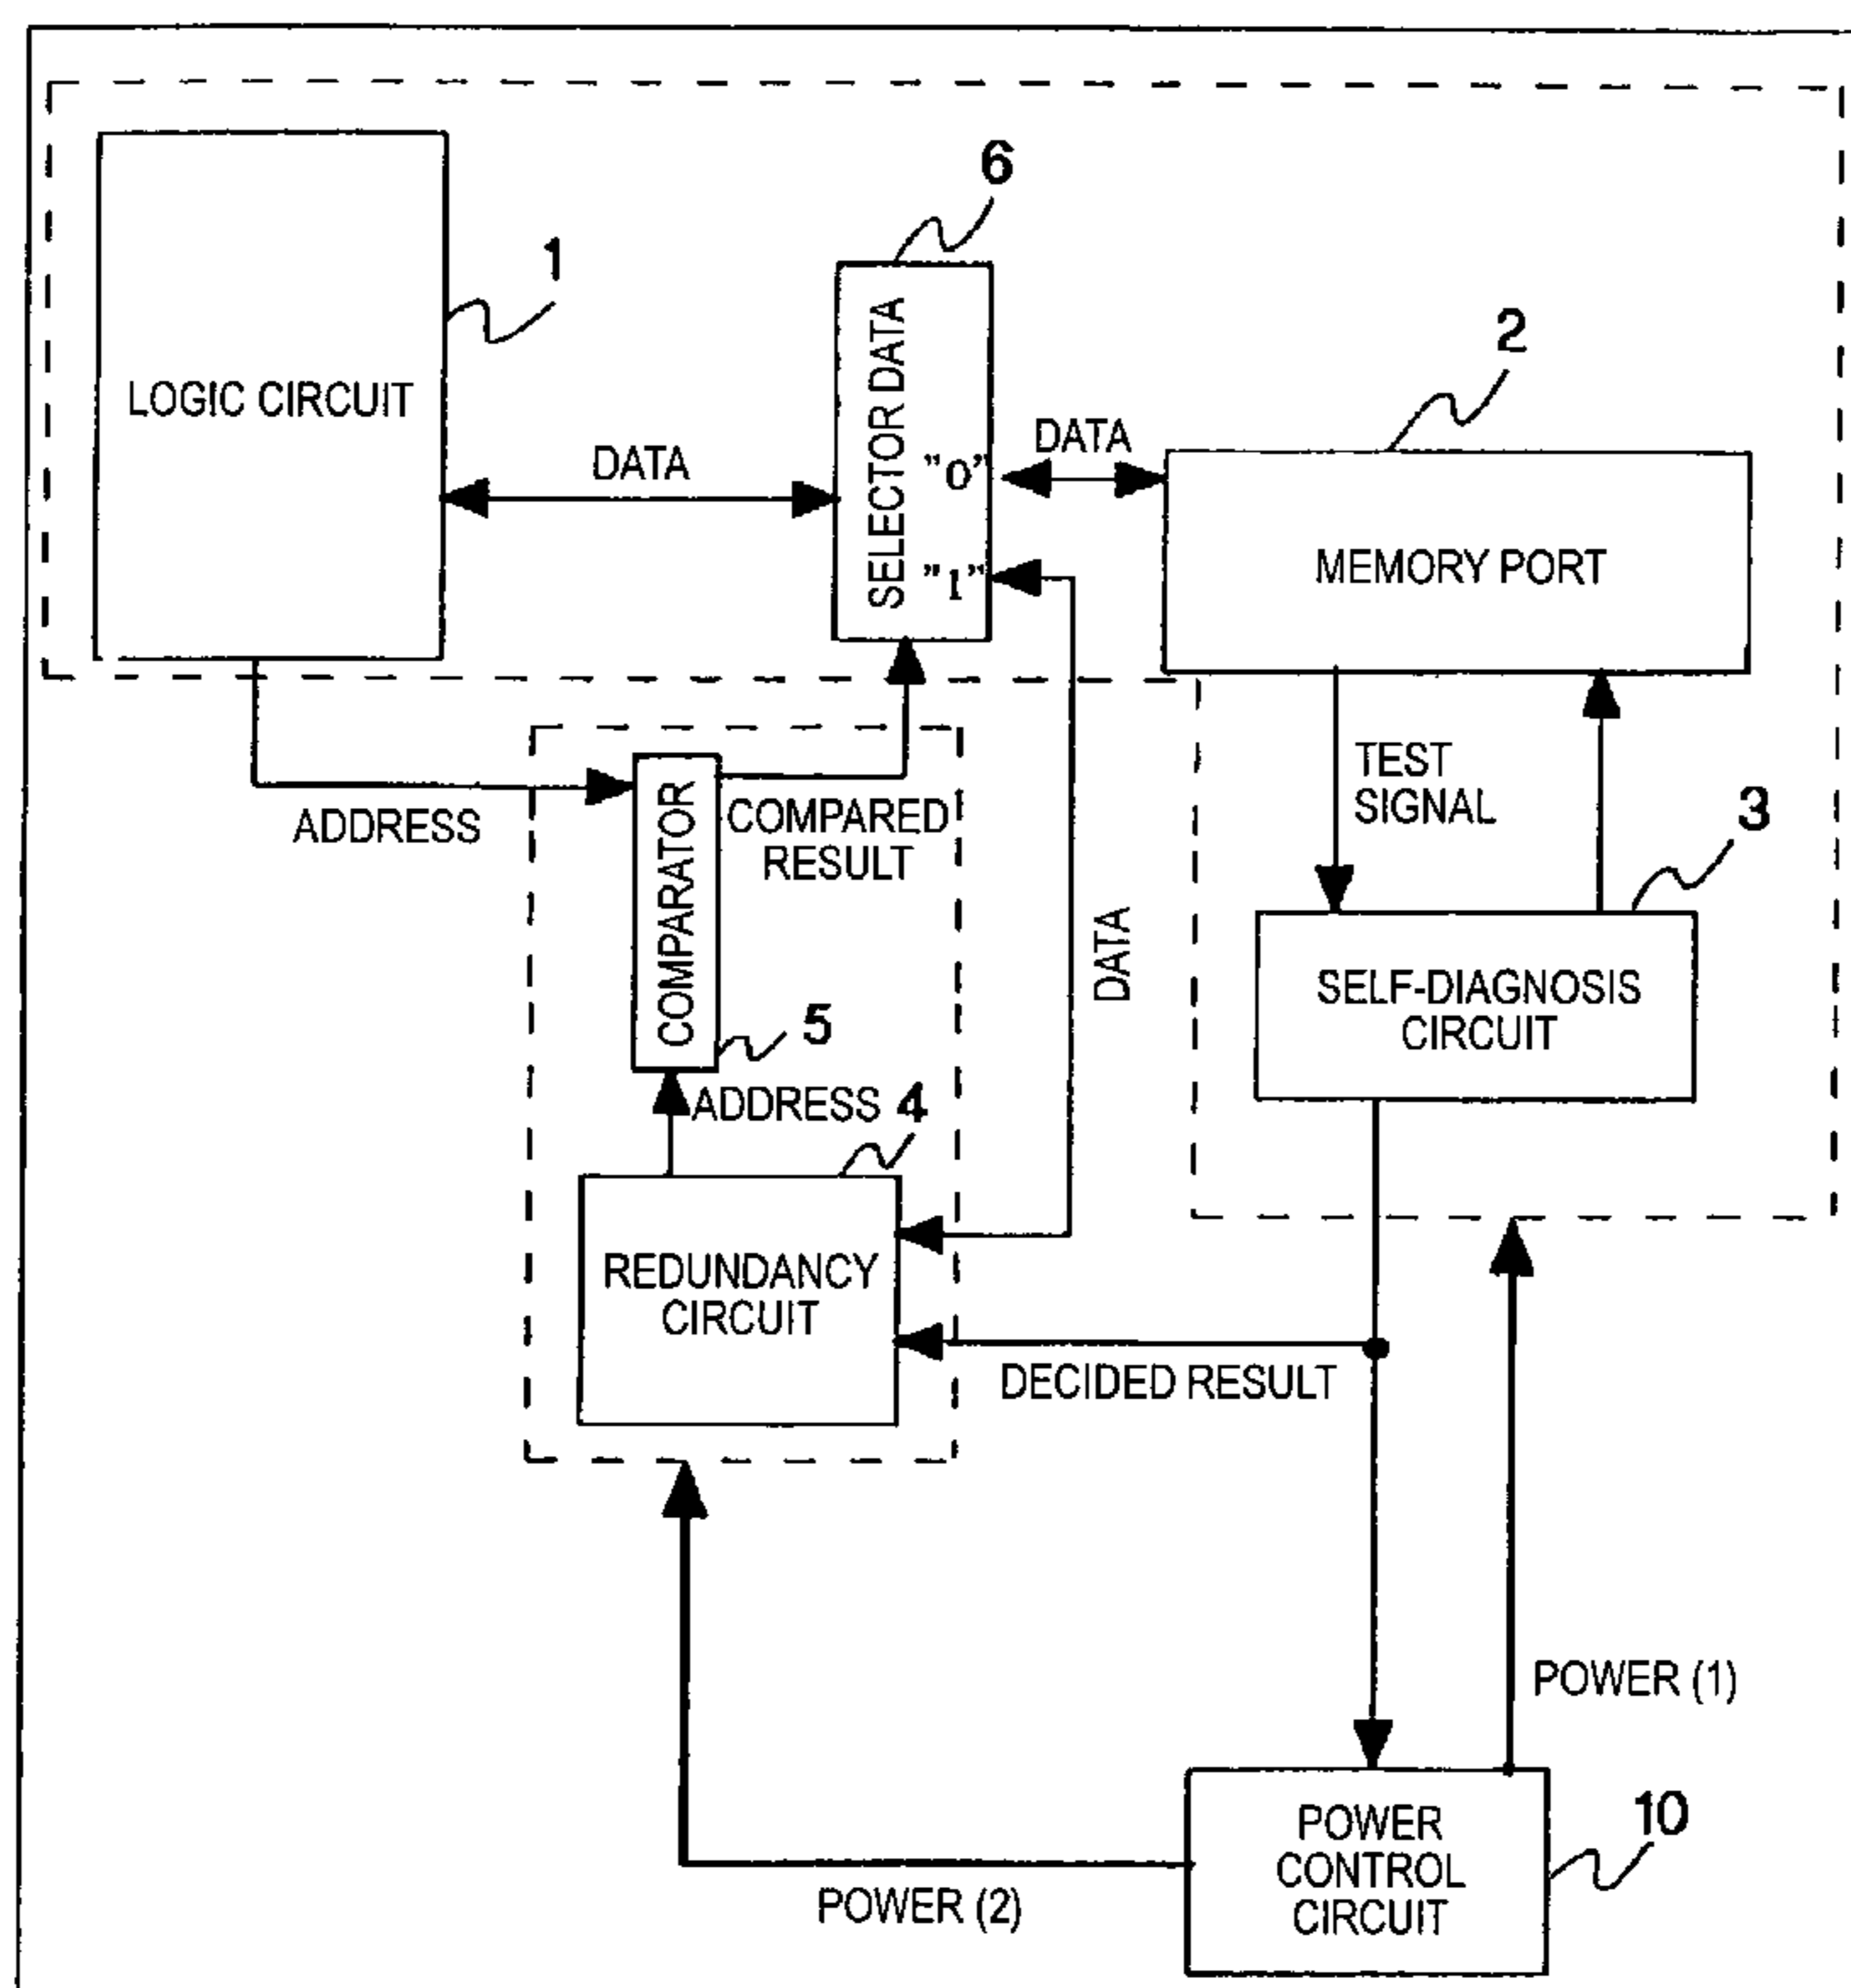 6
1
LOGIC CIRCUIT
DATA
SELECTOR DATA
"0"
"1"
DATA
2
MEMORY PORT
TEST
SIGNAL
3
SELF-DIAGNOSIS
CIRCUIT
ADDRESS
COMPARATOR
COMPARED
RESULT
5
DATA
ADDRESS
4
REDUNDANCY
CIRCUIT
DECIDED RESULT
POWER (1)
POWER (2)
POWER
CONTROL
CIRCUIT
10